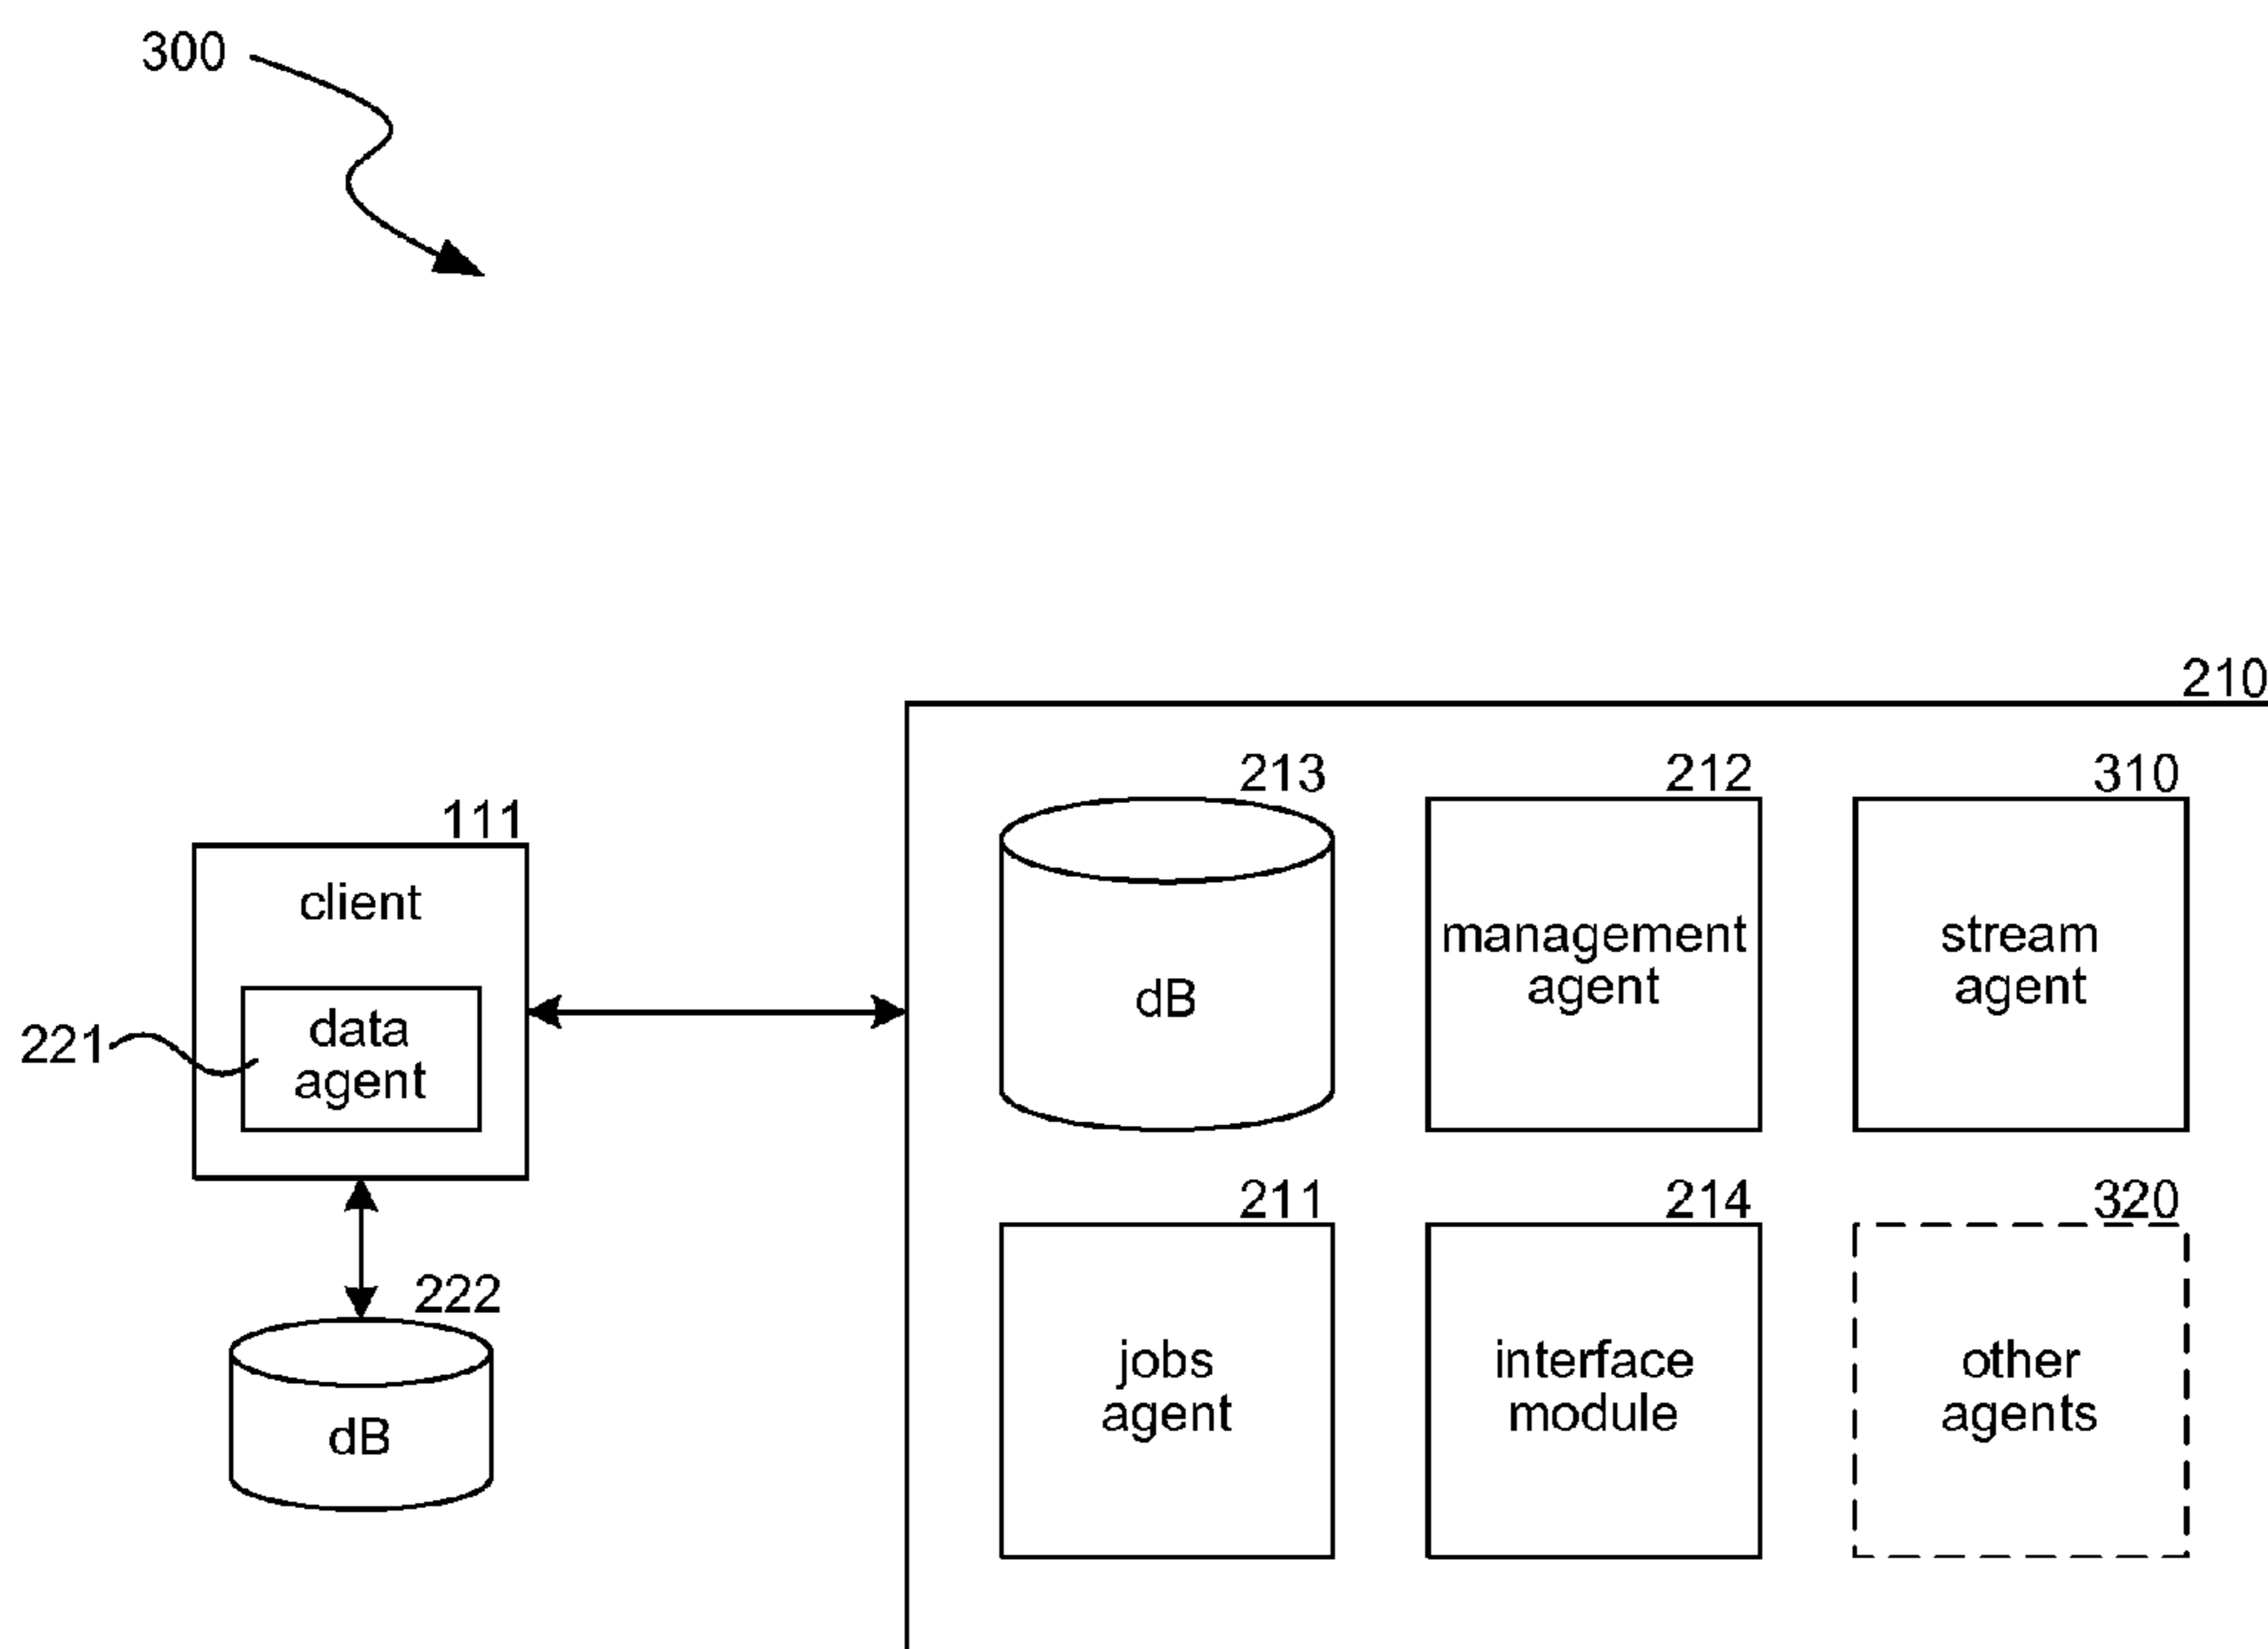 300
210
213
212
310
111
client
dB
management
agent
stream
agent
221
data
agent
211
214
320
222
dB
jobs
agent
interface
module
other
agents